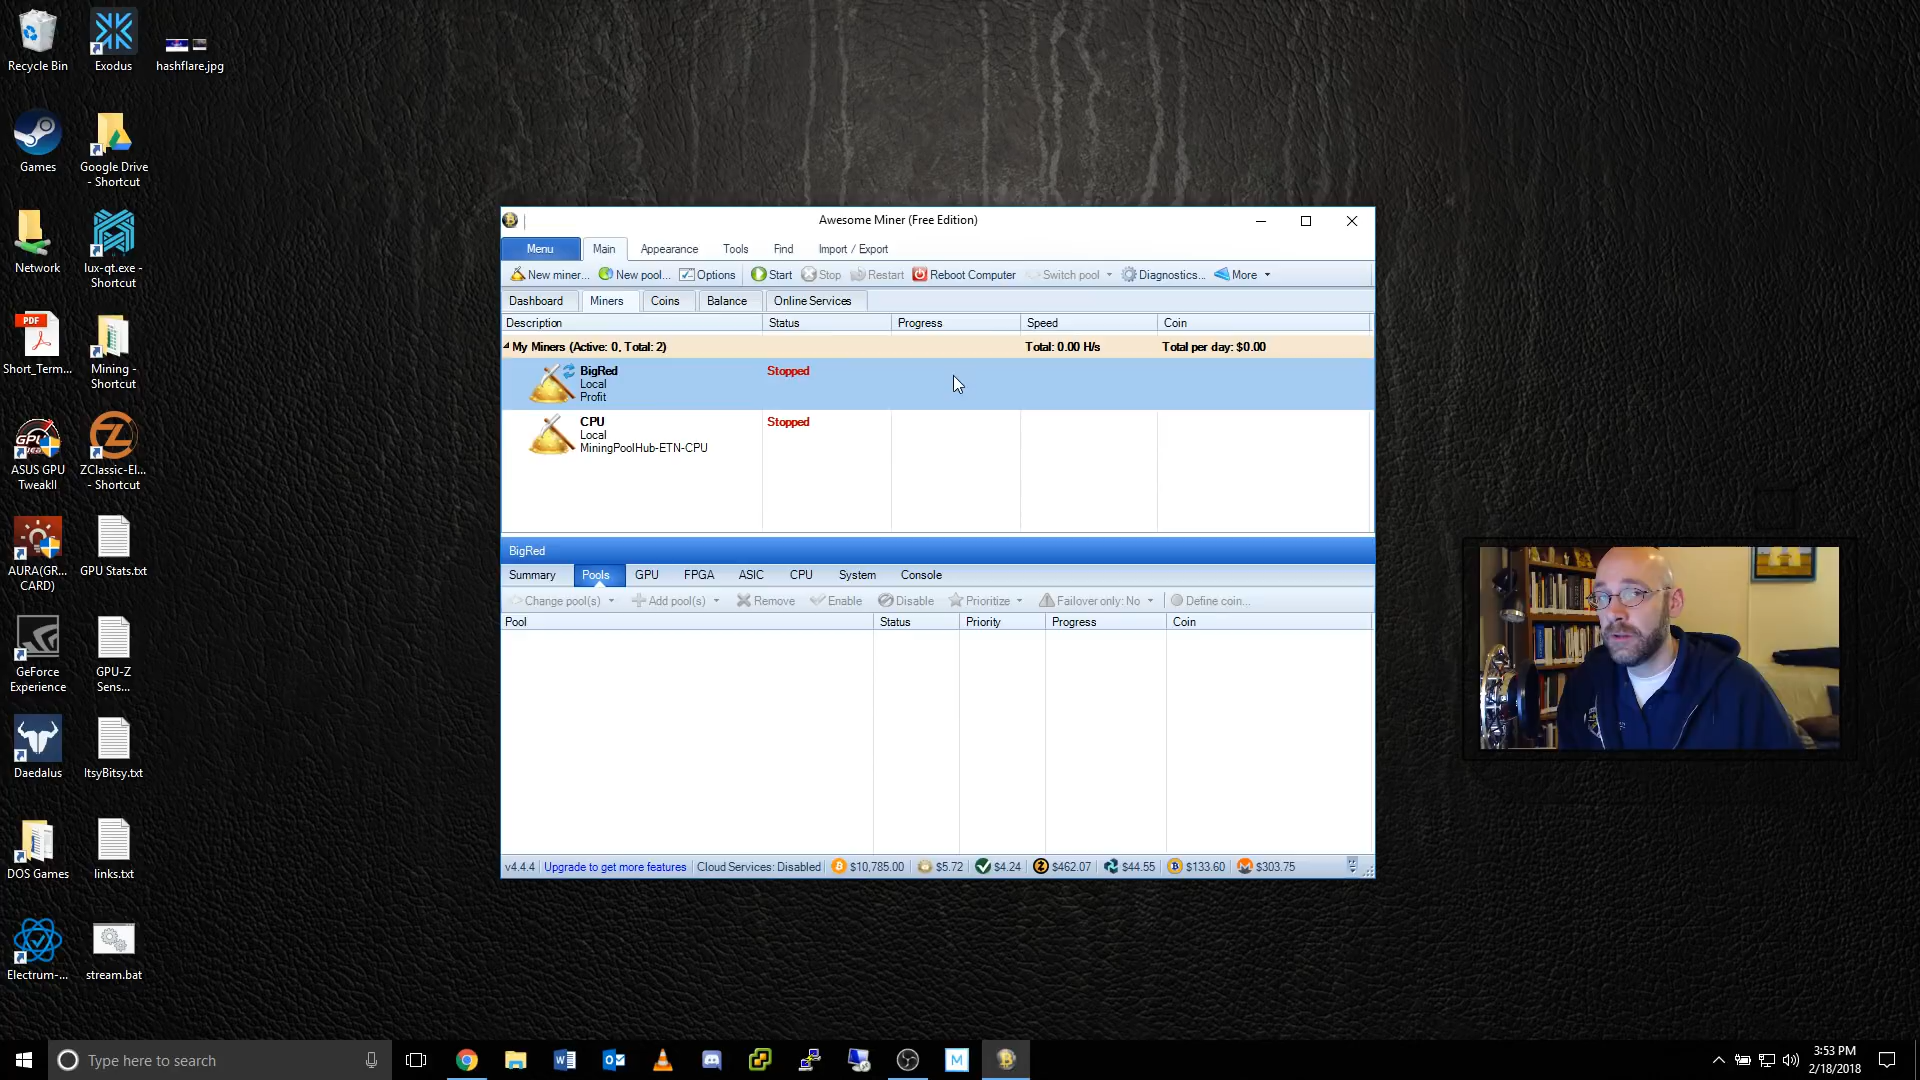 Recycle Bin
Exodus
hashflare.jpg
Games
Google Drive
- Shortcut
Network
lux-qt.exe -
Shortcut
PDF
Short_Term...
Mining -
Shortcut
GPU
ASUS GPU
TweakII
ZClassic-El...
- Shortcut
AURA(GR...
CARD)
GPU Stats.txt
GeForce
Experience
GPU-Z
Sens...
Daedalus
ItsyBitsy.txt
DOS Games
links.txt
Electrum-...
stream.bat
Awesome Miner (Free Edition)
Menu Main Appearance Tools Find Import / Export
New miner... New pool... Options Start Stop Restart Reboot Computer Switch pool Diagnostics... More
Dashboard Miners Coins Balance Online Services
Description Status Progress Speed Coin
My Miners (Active: 0, Total: 2) Total: 0.00 H/s Total per day: $0.00
BigRed Stopped
Local
Profit
CPU Stopped
Local
MiningPoolHub-ETN-CPU
BigRed
Summary Pools GPU FPGA ASIC CPU System Console
Change pool(s) Add pool(s) Remove Enable Disable Prioritize Failover only: No Define coin...
Pool Status Priority Progress Coin
v4.4.4 Upgrade to get more features Cloud Services: Disabled $10,785.00 $5.72 $4.24 $462.07 $44.55 $133.60 $303.75
Type here to search
M
3:53 PM
2/18/2018